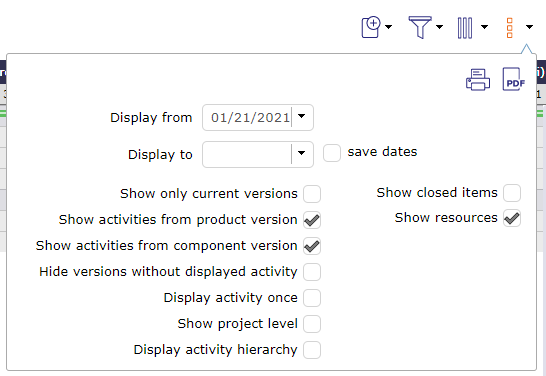 PDF
Display from 01/21/2021
Display to
save dates
Show only current versions
Show closed items
Show activities from product version
Show resources
Show activities from component version
Hide versions without displayed activity
Display activity once
Show project level
Display activity hierarchy